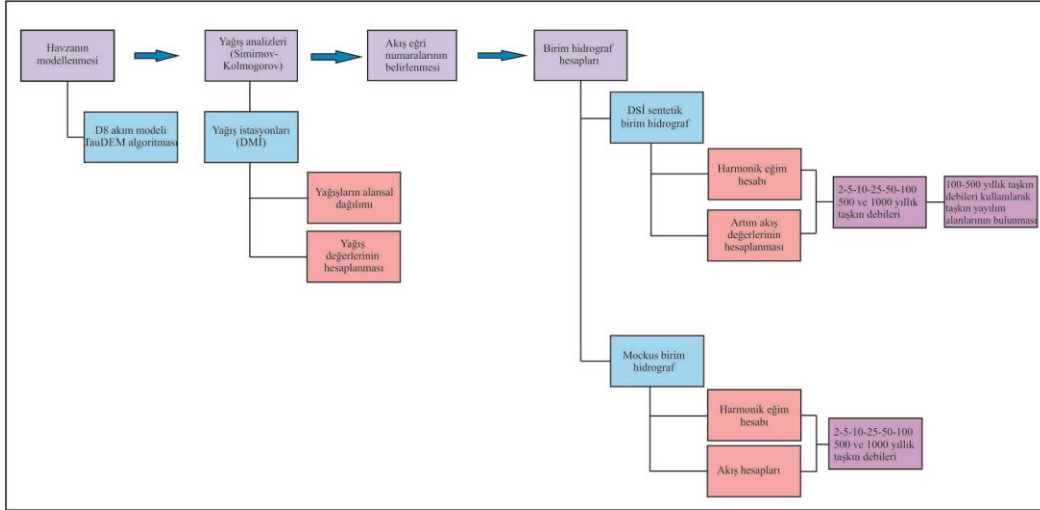 Havzanın
modellenmesi
Yağış analizleri
(Simirnov-
Kolmogorov)
Akış eğri
numaralarının
belirlenmesi
Birim hidrograf
hesapları
D8 akım modeli
TauDEM algoritması
Yağış istasyonları
(DMİ)
Yağışların alansal
dağılımı
Yağış
değerlerinin
hesaplanması
DSİ sentetik
birim hidrograf
Harmonik eğim
hesabı
Artım akış
değerlerinin
hesaplanması
2-5-10-25-50-100
500 ve 1000 yıllık
taşkın debileri
100-500 yıllık taşkın
debileri kullanılarak
taşkın yayılım
alanlarının bulunması
Mockus birim
hidrograf
Harmonik eğim
hesabı
Akış hesapları
2-5-10-25-50-100
500 ve 1000 yıllık
taşkın debileri